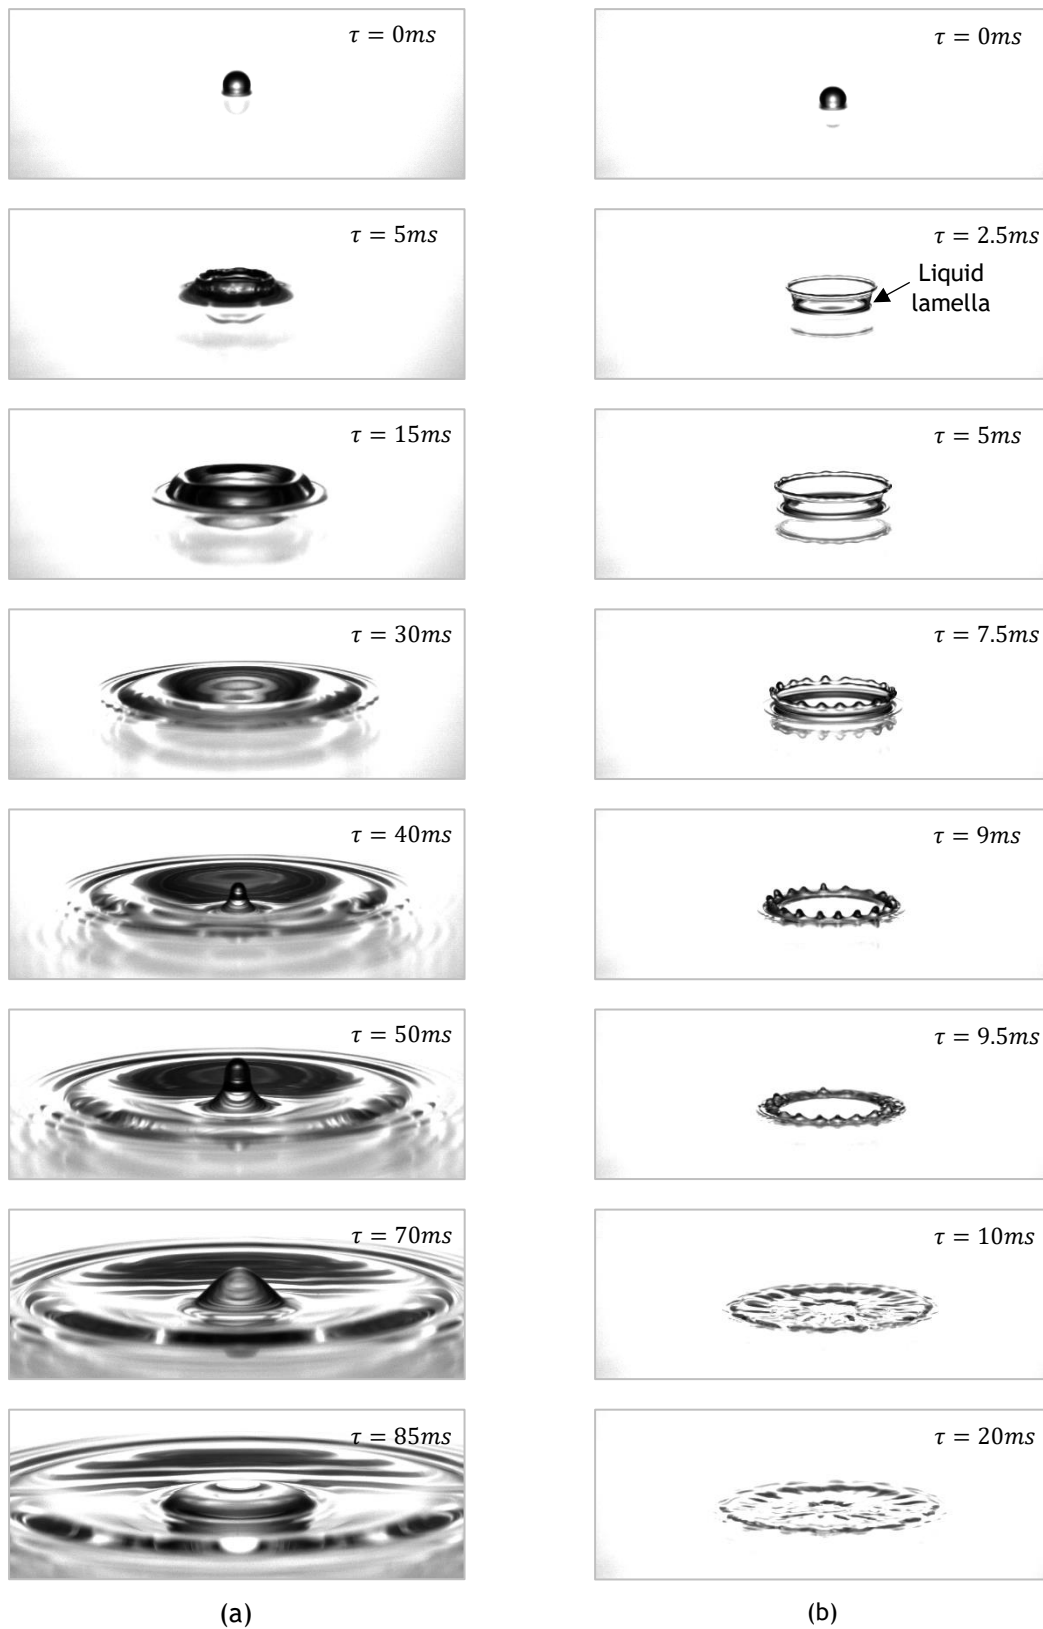 τ = 0ms
τ = 5ms
τ = 15ms
τ = 30ms
τ = 40ms
τ = 50ms
τ = 70ms
τ = 85ms
(a)
τ = 0ms
τ = 2.5ms
Liquid
lamella
τ = 5ms
τ = 7.5ms
τ = 9ms
τ = 9.5ms
τ = 10ms
τ = 20ms
(b)